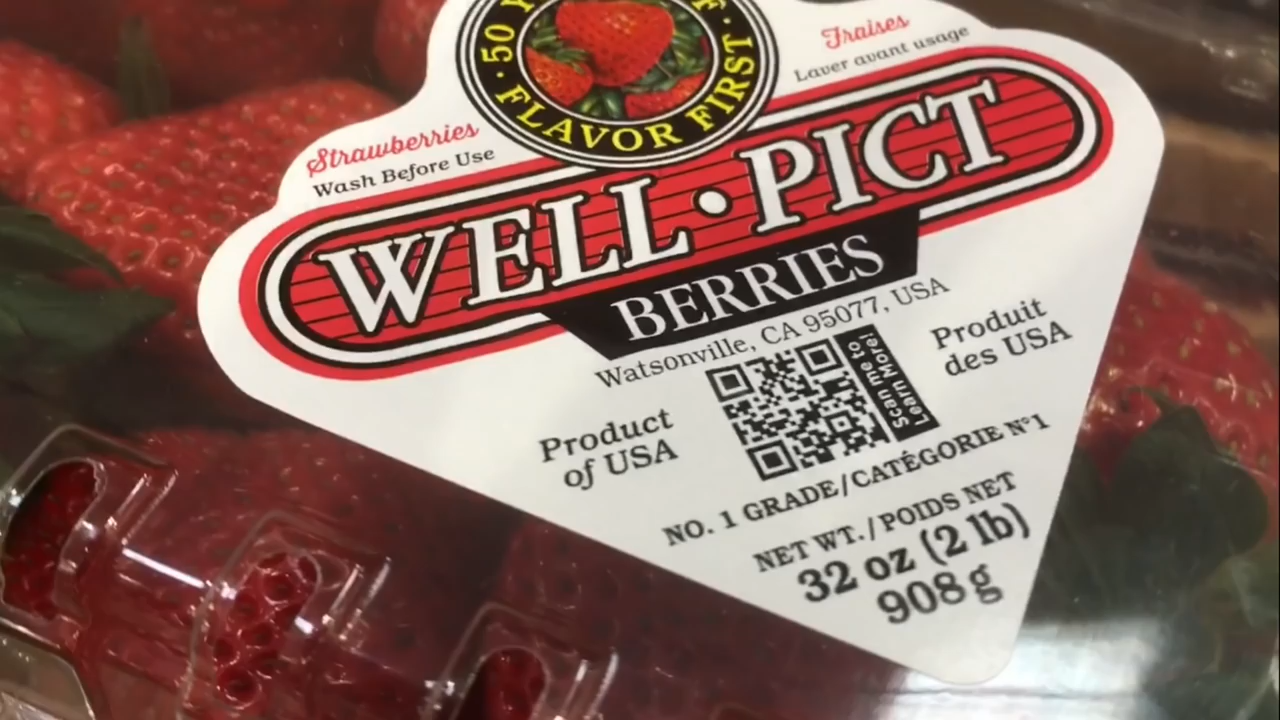 · 50 Y F ·
FLAVOR FIRST
Strawberries
Wash Before Use
Fraises
Laver avant usage
WELL·PICT
BERRIES
Watsonville, CA 95077, USA
Product
of USA
Scan me to
Learn More!
Produit
des USA
NO. 1 GRADE/CATÉGORIE N°1
NET WT./POIDS NET
32 oz (2 lb)
908g